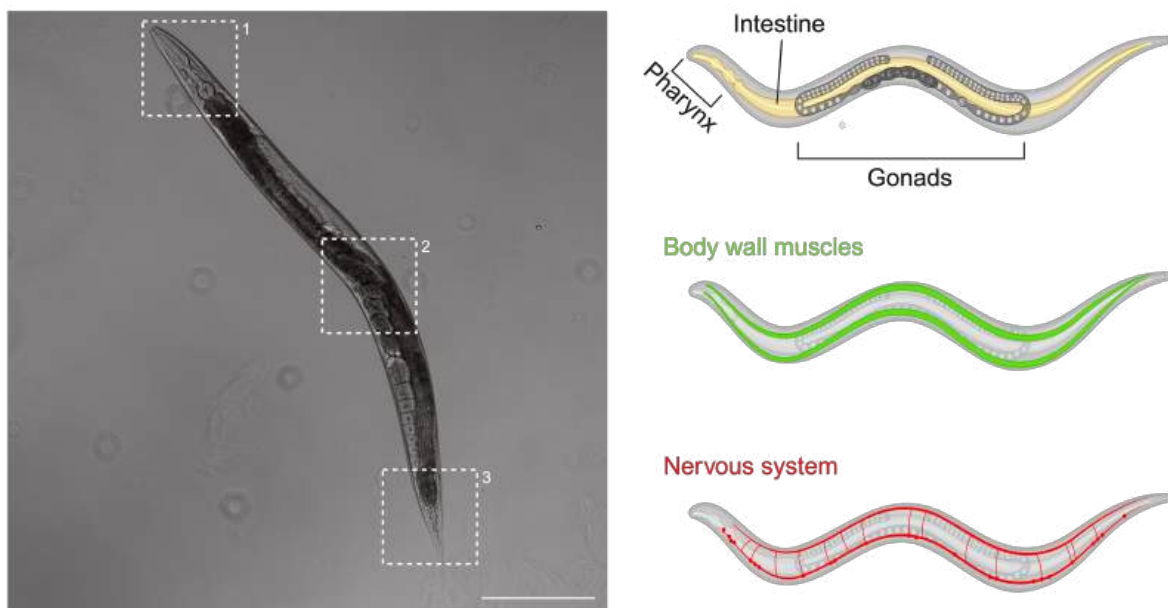 1
2
3
Intestine
Pharynx
Gonads
Body wall muscles
Nervous system